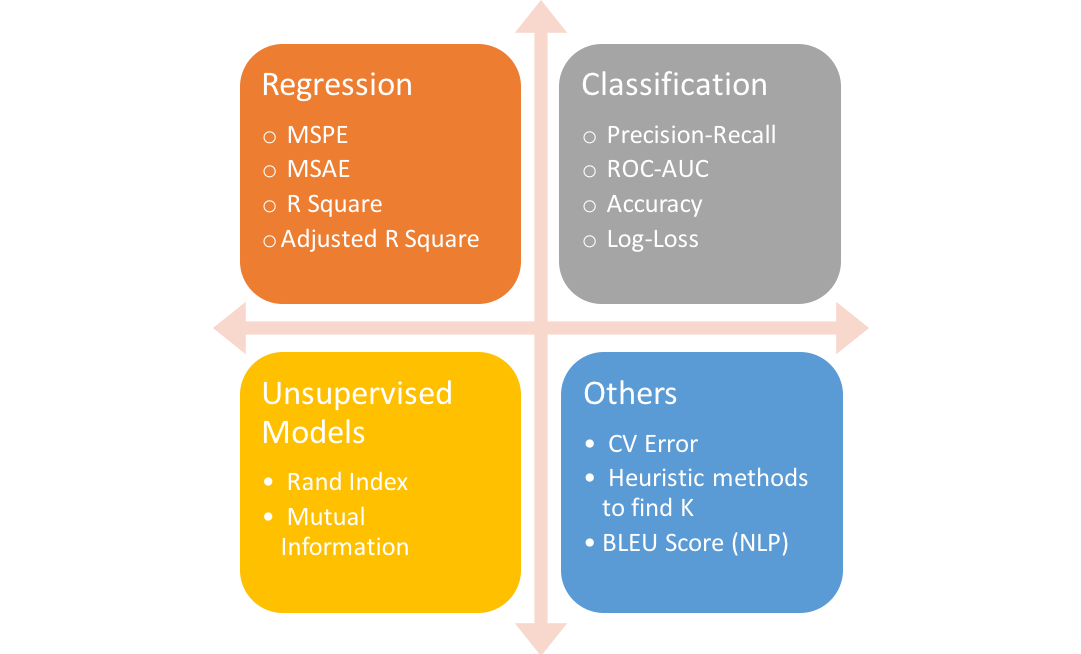 Regression
○ MSPE
○ MSAE
○ R Square
○ Adjusted R Square
Classification
○ Precision-Recall
○ ROC-AUC
○ Accuracy
○ Log-Loss
Unsupervised
Models
• Rand Index
• Mutual
Information
Others
• CV Error
• Heuristic methods
to find K
• BLEU Score (NLP)